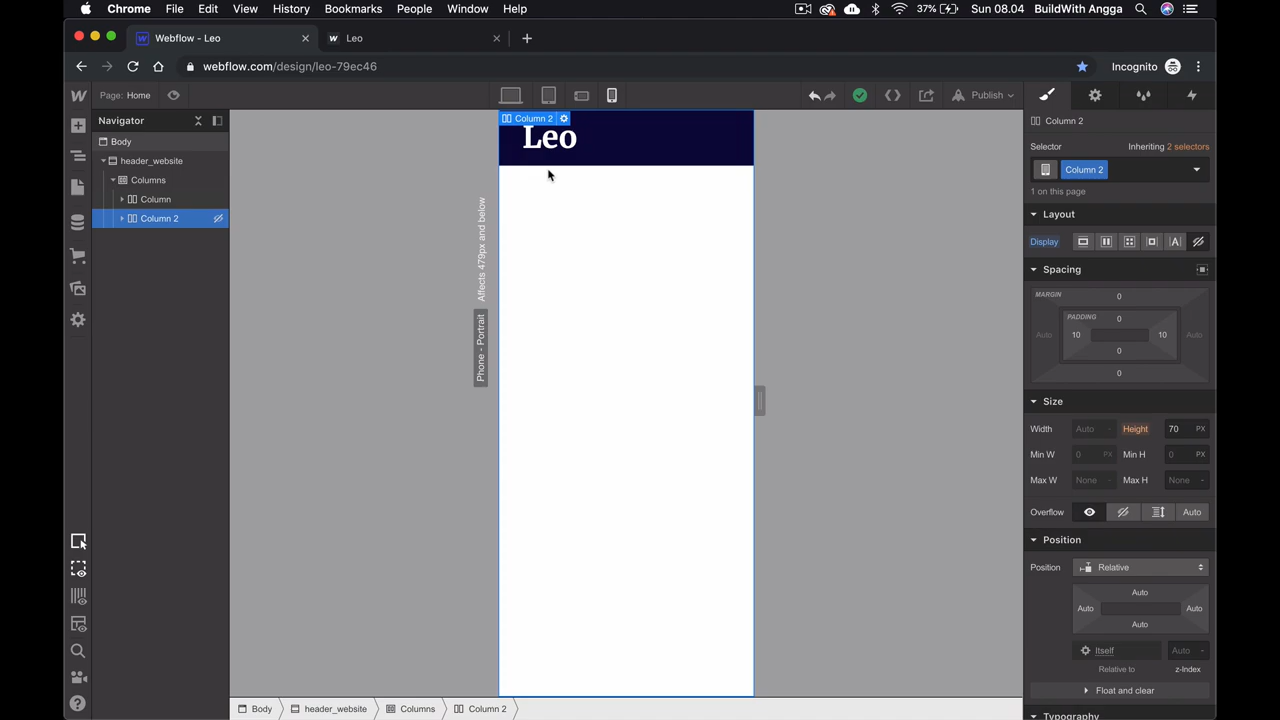 Chrome File Edit View History Bookmarks People Window Help 37% Sun 08.04 BuildWith Angga
Webflow - Leo
Leo
webflow.com/design/leo-79ec46
Incognito
Page: Home
Publish
Navigator
Body
header_website
Columns
Column
Column 2
Column 2
Leo
Affects 479px and below
Phone - Portrait
Column 2
Selector Inheriting 2 selectors
Column 2
1 on this page
Layout
Display
Spacing
MARGIN 0
PADDING 0
Auto 10 10 Auto
0
0
Size
Width Auto - Height 70 PX
Min W 0 PX Min H 0 PX
Max W None - Max H None -
Overflow Auto
Position
Position Relative
Auto
Auto Auto
Auto
Itself Auto -
Relative to z-Index
Float and clear
Typography
Body header_website Columns Column 2